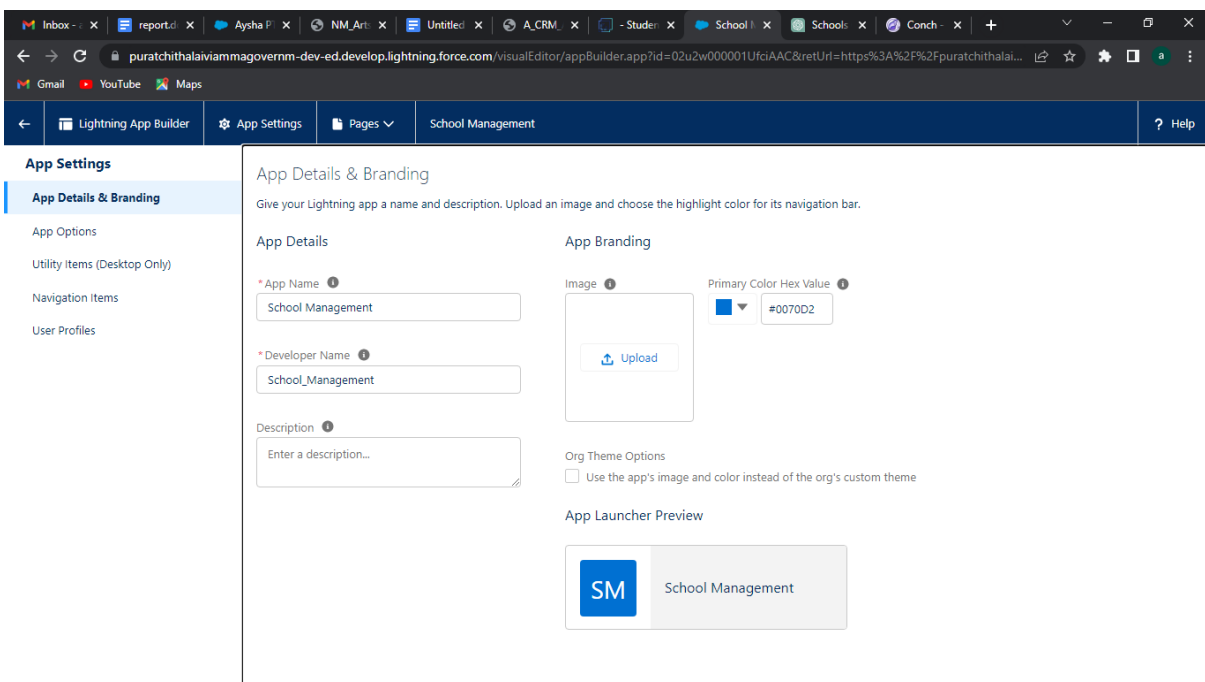 Inbox - a
report.d
Aysha P
NM_Arts
Untitled
A_CRM_
- Studen
School M
Schools
Conch -
puratchithalaiviammagovernm-dev-ed.develop.lightning.force.com/visualEditor/appBuilder.app?id=02u2w000001UfciAAC&retUrl=https%3A%2F%2Fpuratchithalai...
a
Gmail YouTube Maps
Lightning App Builder App Settings Pages School Management ? Help
App Settings
App Details & Branding
App Options
Utility Items (Desktop Only)
Navigation Items
User Profiles
App Details & Branding
Give your Lightning app a name and description. Upload an image and choose the highlight color for its navigation bar.
App Details
* App Name
School Management
* Developer Name
School_Management
Description
Enter a description...
App Branding
Image
Upload
Primary Color Hex Value
#0070D2
Org Theme Options
Use the app's image and color instead of the org's custom theme
App Launcher Preview
SM School Management